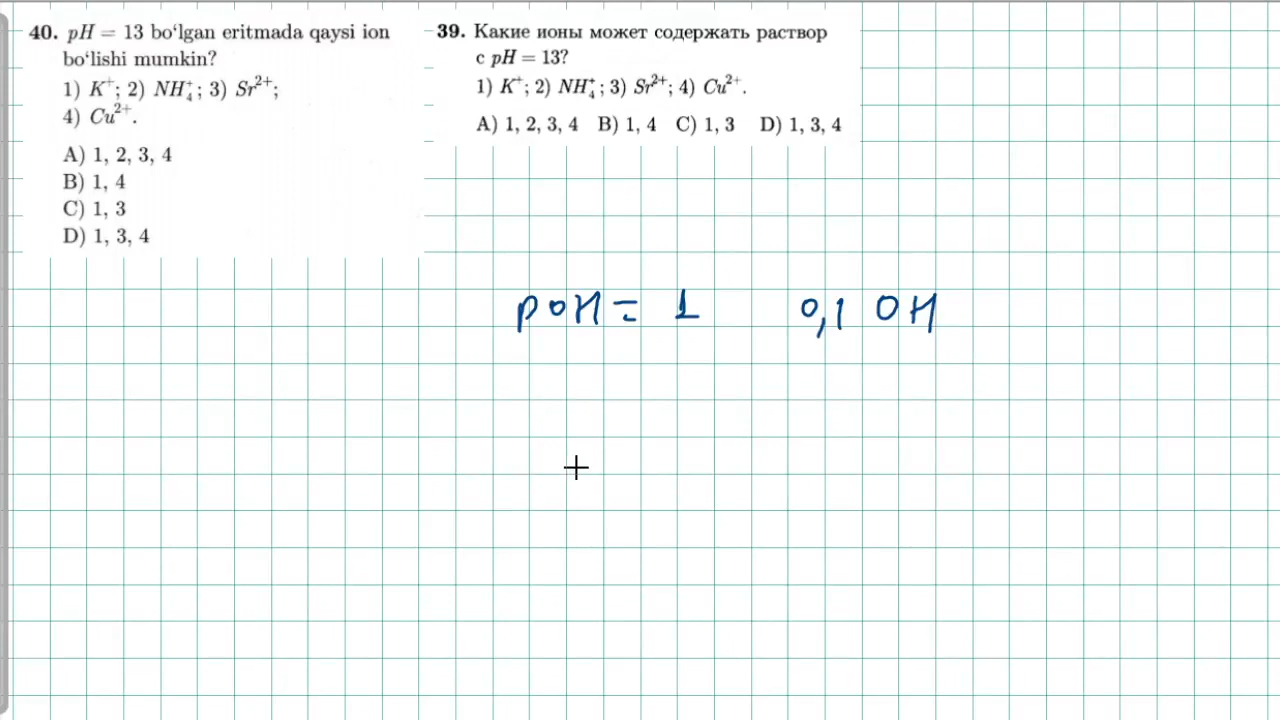 40. pH = 13 bo‘lgan eritmada qaysi ion
bo‘lishi mumkin?
1) K⁺; 2) NH₄⁺; 3) Sr²⁺;
4) Cu²⁺.
A) 1, 2, 3, 4
B) 1, 4
C) 1, 3
D) 1, 3, 4
39. Какие ионы может содержать раствор
с pH = 13?
1) K⁺; 2) NH₄⁺; 3) Sr²⁺, 4) Cu²⁺.
A) 1, 2, 3, 4 B) 1, 4 C) 1, 3 D) 1, 3, 4
pOH = 1 0,1 OH